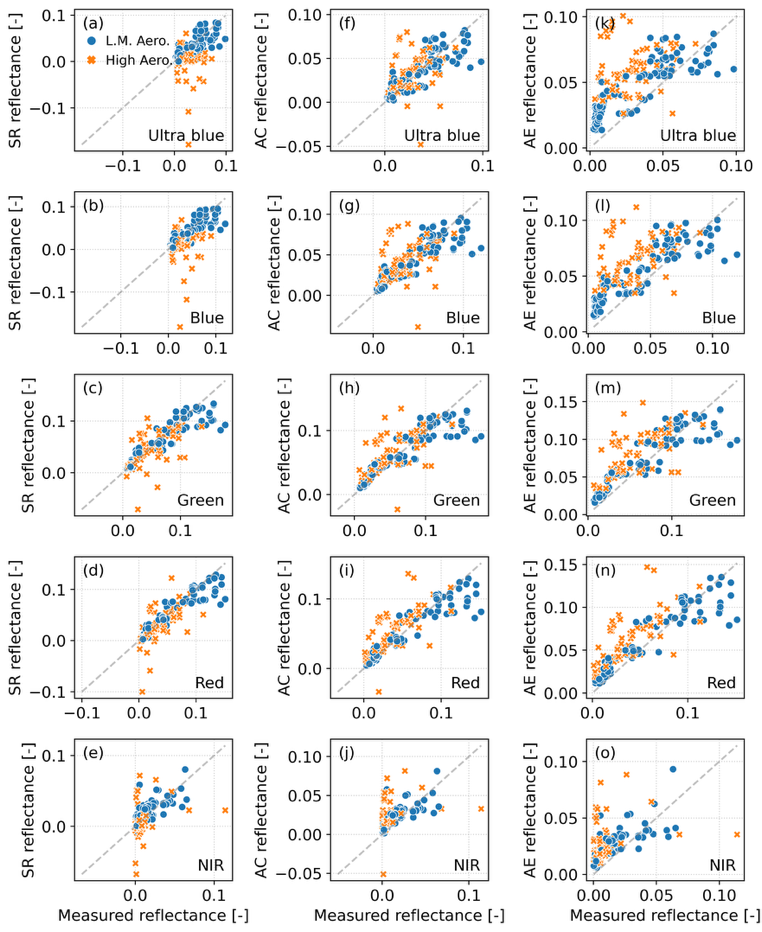 (a)
L.M. Aero.
High Aero.
Ultra blue
SR reflectance [-]
0.1
0.0
−0.1
−0.1
0.0
0.1
(f)
Ultra blue
AC reflectance [-]
0.10
0.05
0.00
−0.05
0.0
0.1
(k)
Ultra blue
AE reflectance [-]
0.10
0.05
0.00
0.00
0.05
0.10
(b)
Blue
SR reflectance [-]
0.1
0.0
−0.1
−0.1
0.0
0.1
(g)
Blue
AC reflectance [-]
0.10
0.05
0.00
0.0
0.1
(l)
Blue
AE reflectance [-]
0.10
0.05
0.00
0.00
0.05
0.10
(c)
Green
SR reflectance [-]
0.1
0.0
0.0
0.1
(h)
Green
AC reflectance [-]
0.1
0.0
0.0
0.1
(m)
Green
AE reflectance [-]
0.15
0.10
0.05
0.00
0.0
0.1
(d)
Red
SR reflectance [-]
0.1
0.0
−0.1
−0.1
0.0
0.1
(i)
Red
AC reflectance [-]
0.1
0.0
0.0
0.1
(n)
Red
AE reflectance [-]
0.15
0.10
0.05
0.00
0.0
0.1
(e)
NIR
SR reflectance [-]
0.1
0.0
0.0
0.1
Measured reflectance [-]
(j)
NIR
AC reflectance [-]
0.10
0.05
0.00
−0.05
0.0
0.1
Measured reflectance [-]
(o)
NIR
AE reflectance [-]
0.10
0.05
0.00
0.00
0.05
0.10
Measured reflectance [-]